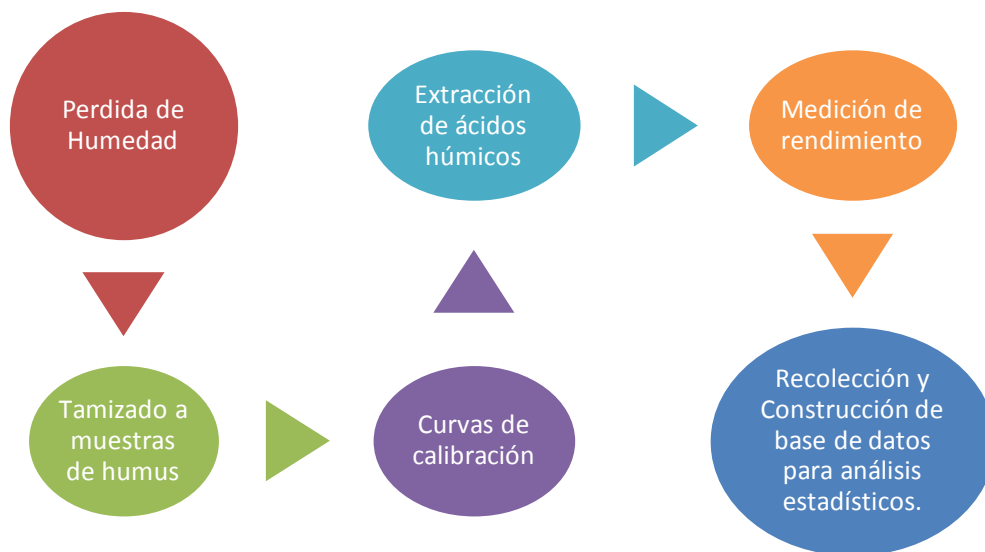 Perdida de
Humedad
Tamizado a
muestras
de humus
Curvas de
calibración
Extracción
de ácidos
húmicos
Medición de
rendimiento
Recolección y
Construcción de
base de datos
para análisis
estadísticos.